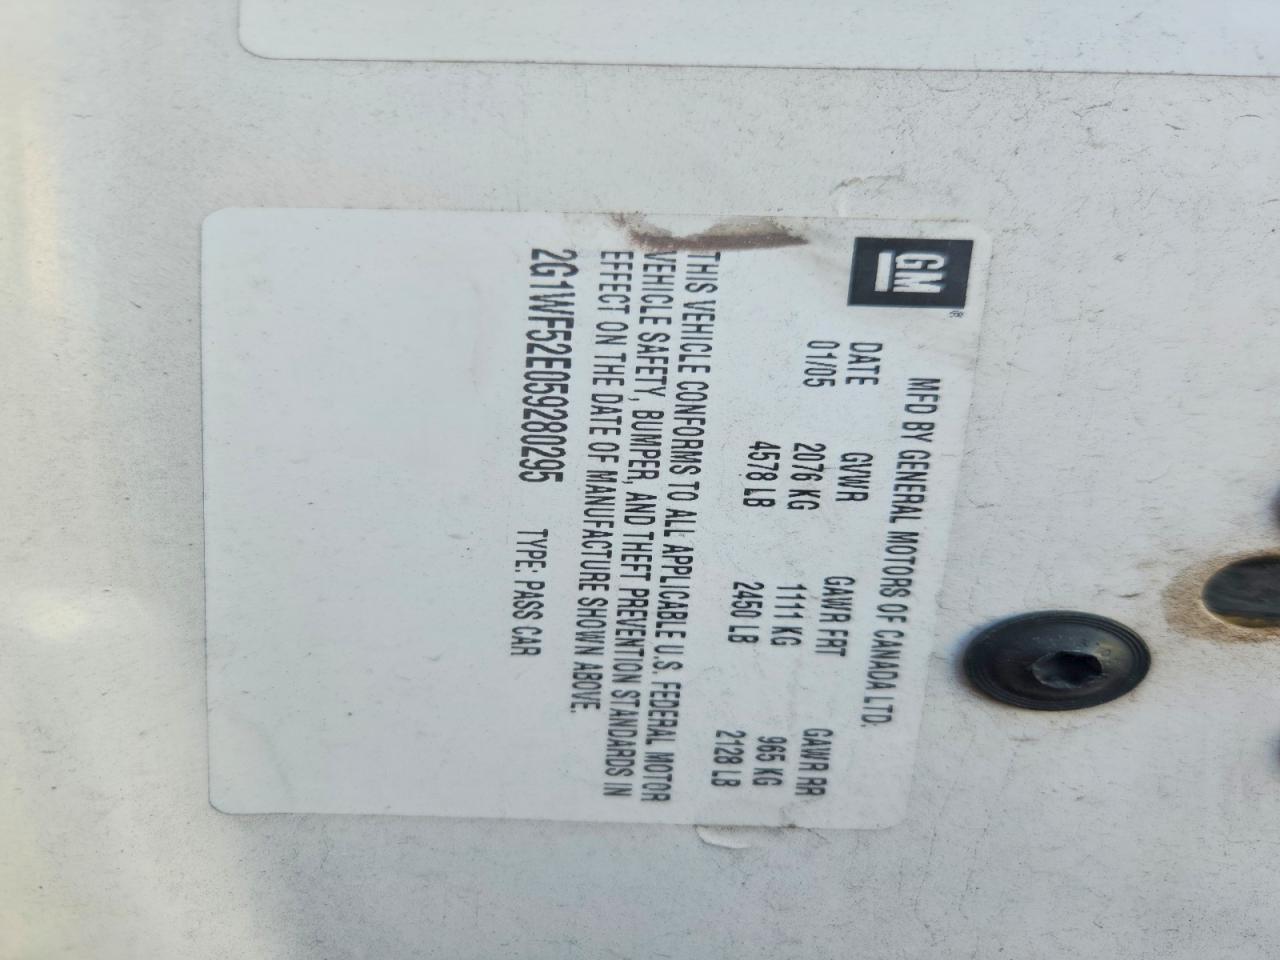 GM
MFD BY GENERAL MOTORS OF CANADA LTD.
DATE GVWR GAWR FRT GAWR RR
01/05 2076 KG 1111 KG 965 KG
4578 LB 2450 LB 2128 LB
THIS VEHICLE CONFORMS TO ALL APPLICABLE U.S. FEDERAL MOTOR
VEHICLE SAFETY, BUMPER, AND THEFT PREVENTION STANDARDS IN
EFFECT ON THE DATE OF MANUFACTURE SHOWN ABOVE.
2G1WF52E059280295 TYPE: PASS CAR